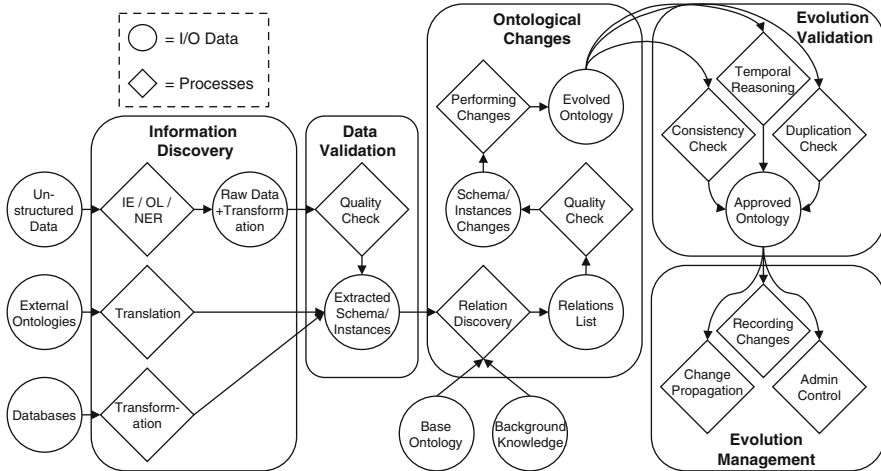 = I/O Data
= Processes
Information
Discovery
Un-
structured
Data
IE / OL /
NER
Raw Data
+Transform
ation
External
Ontologies
Translation
Databases
Transform-
ation
Data
Validation
Quality
Check
Extracted
Schema/
Instances
Ontological
Changes
Performing
Changes
Evolved
Ontology
Schema/
Instances
Changes
Quality
Check
Relation
Discovery
Relations
List
Base
Ontology
Background
Knowledge
Evolution
Validation
Temporal
Reasoning
Consistency
Check
Duplication
Check
Approved
Ontology
Recording
Changes
Change
Propagation
Admin
Control
Evolution
Management